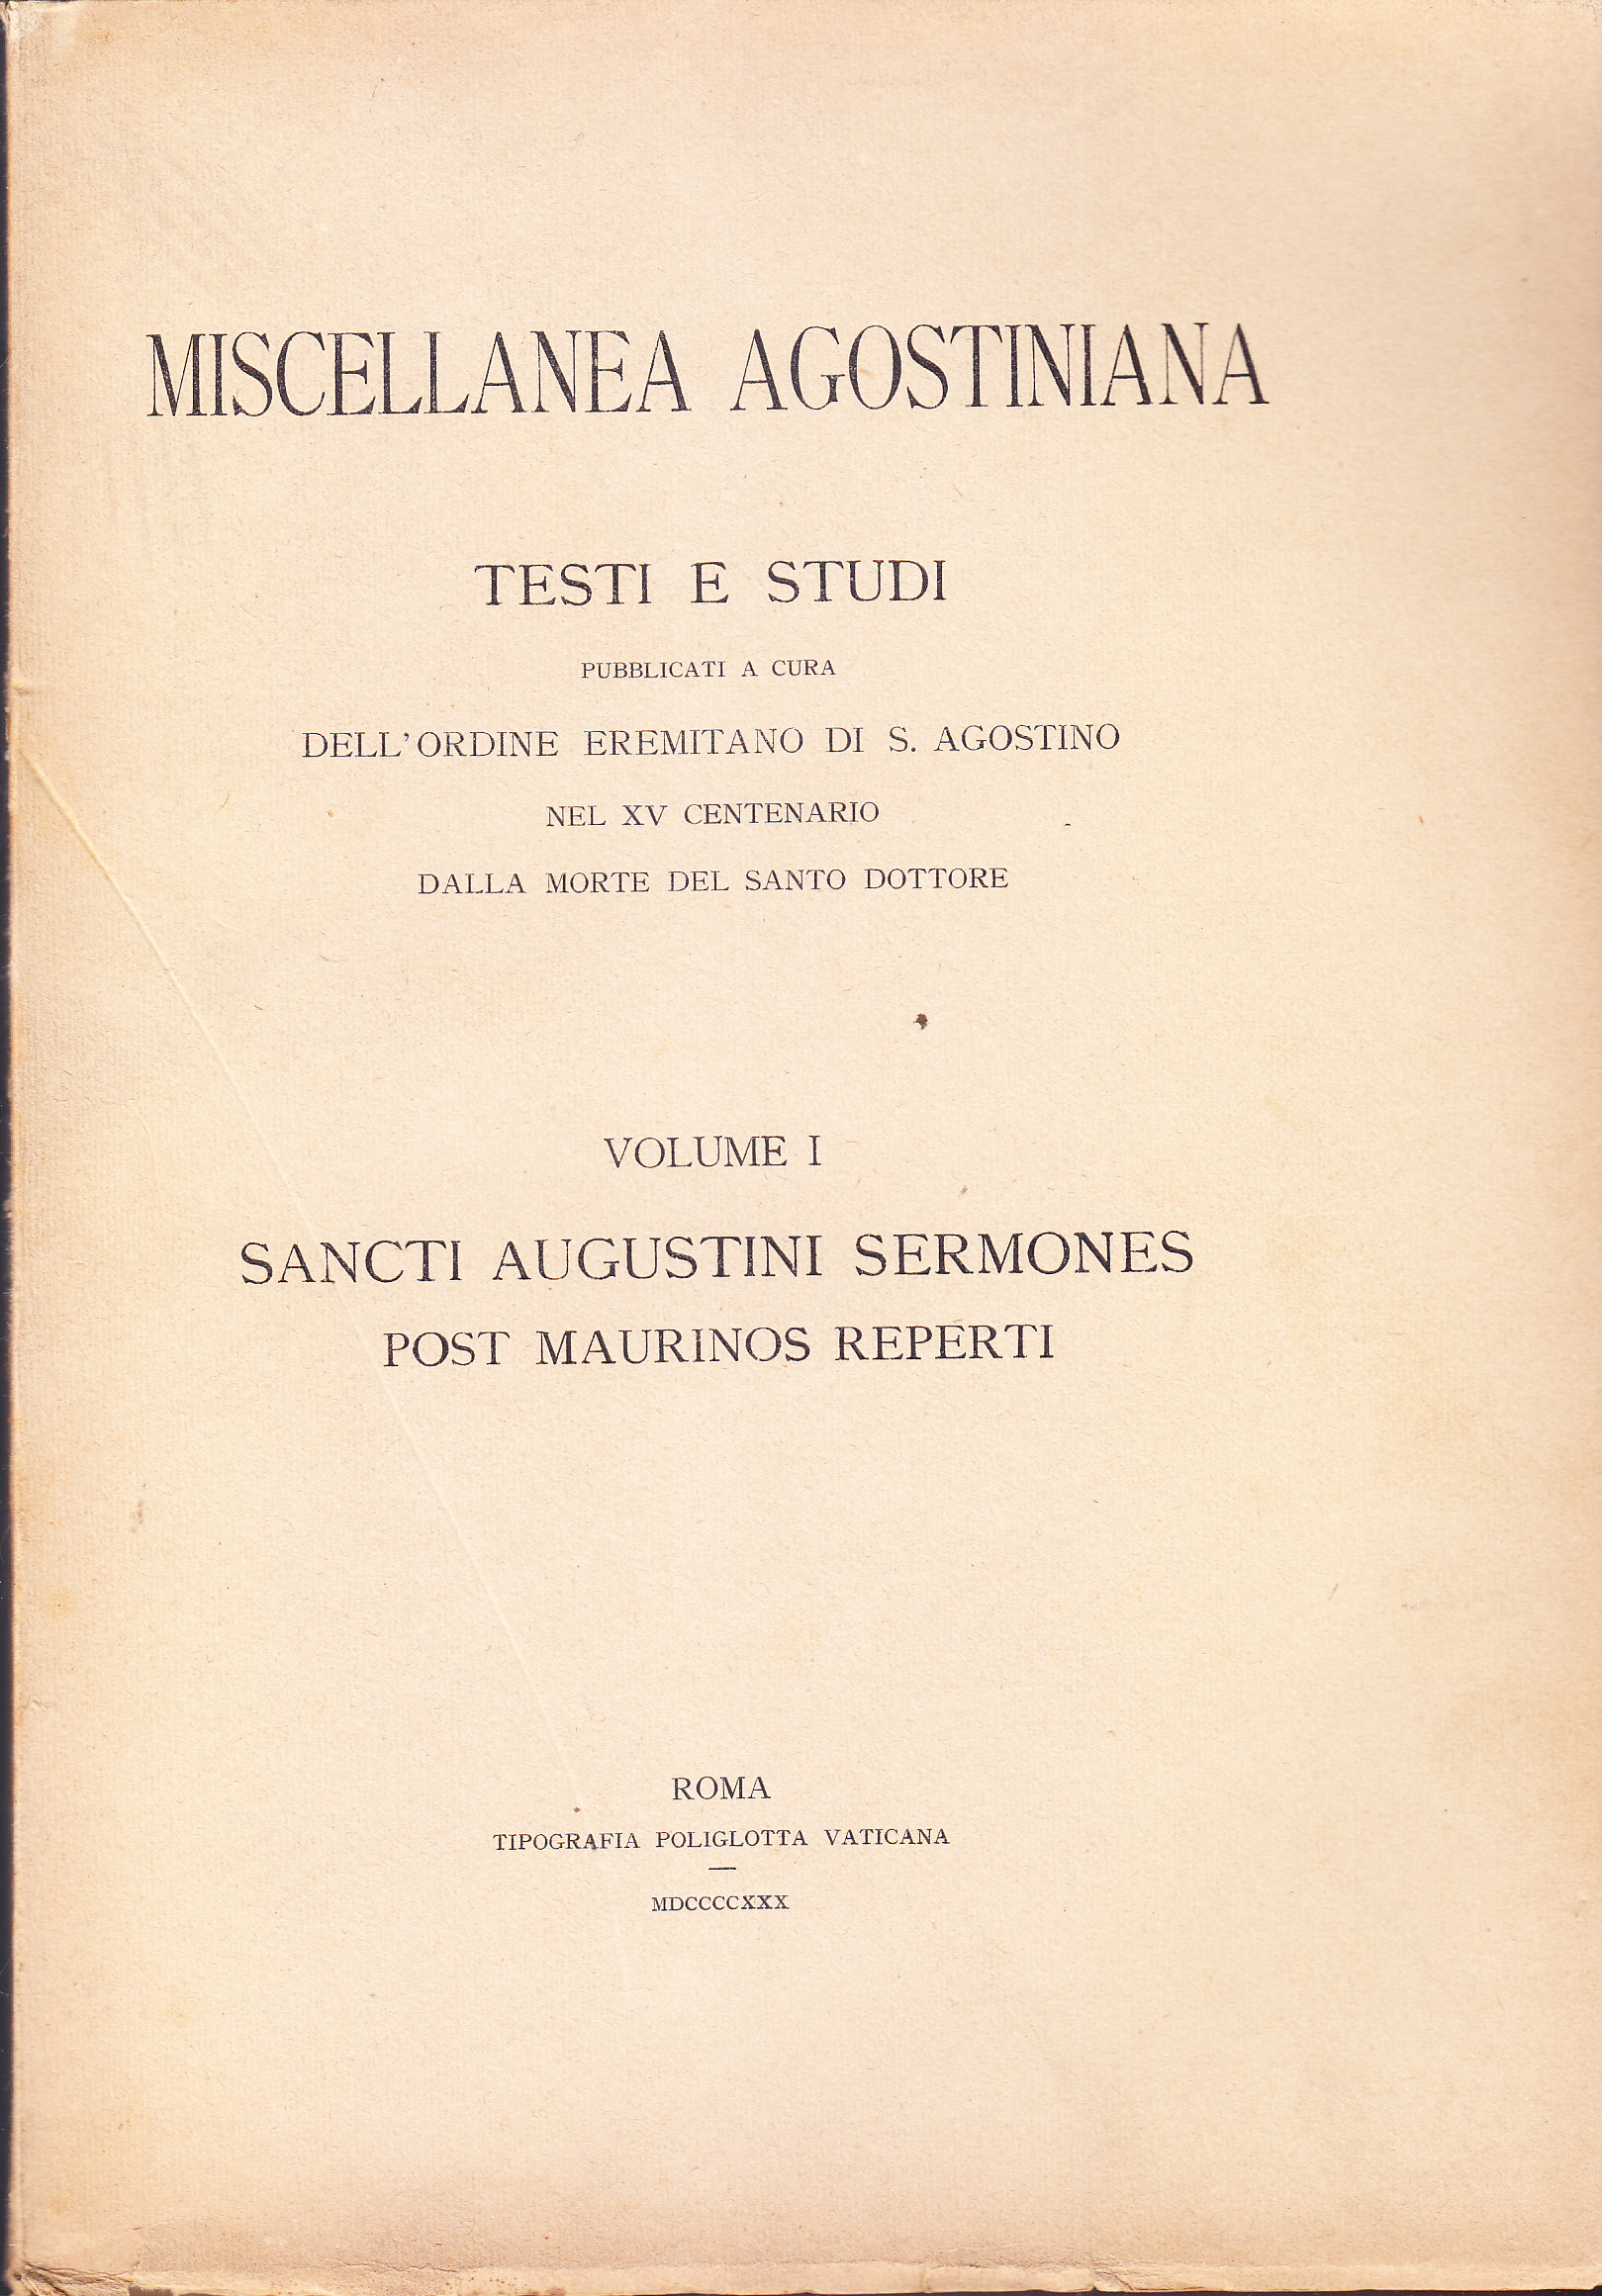 MISCELLANEA AGOSTINIANA
TESTI E STUDI
PUBBLICATI A CURA
DELL'ORDINE EREMITANO DI S. AGOSTINO
NEL XV CENTENARIO
DALLA MORTE DEL SANTO DOTTORE
VOLUME I
SANCTI AUGUSTINI SERMONES
POST MAURINOS REPERTI
ROMA
TIPOGRAFIA POLIGLOTTA VATICANA
MDCCCCXXX